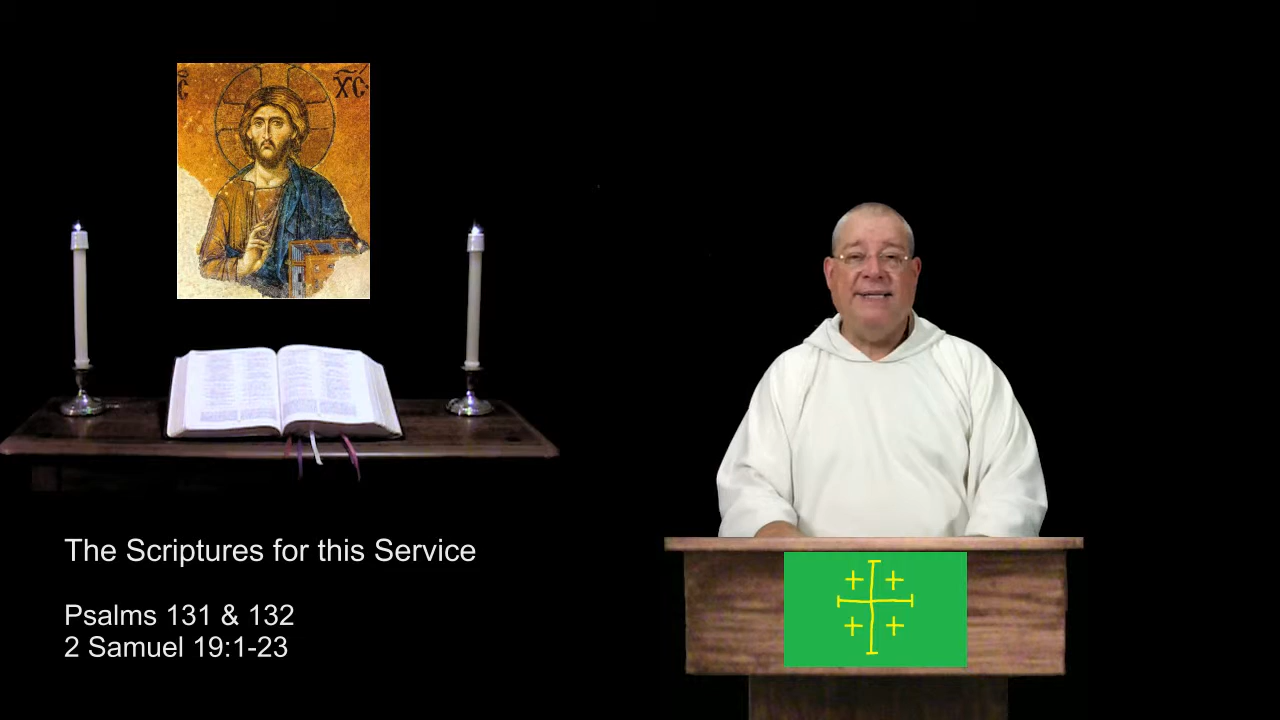 X͠C
The Scriptures for this Service
Psalms 131 & 132
2 Samuel 19:1-23